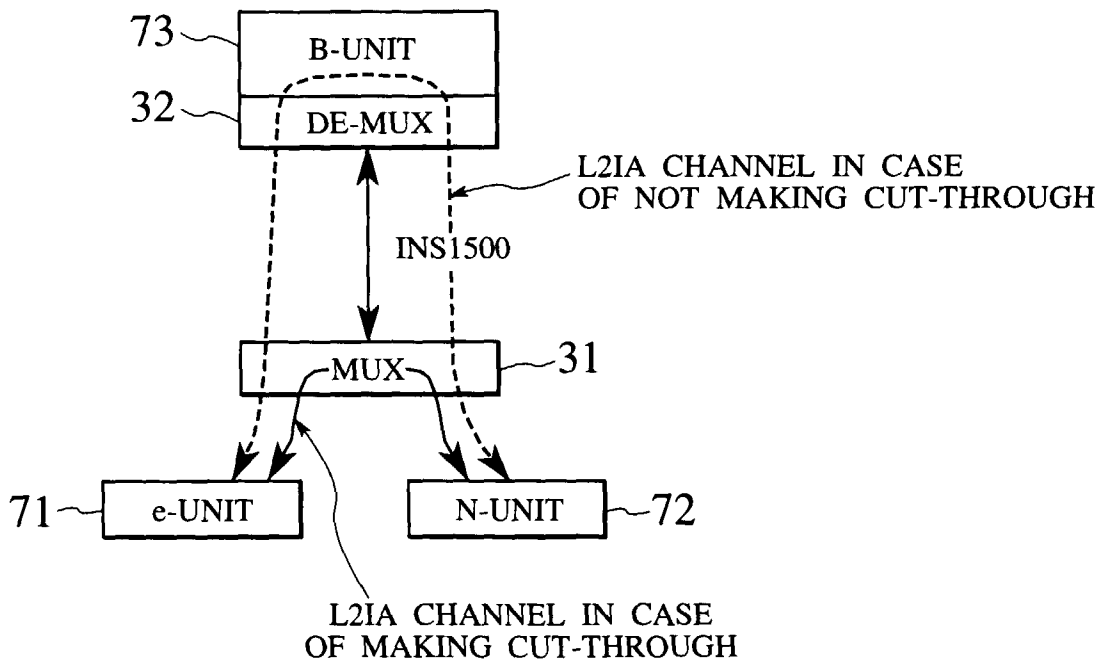 73
B-UNIT
32
DE-MUX
L2IA CHANNEL IN CASE
OF NOT MAKING CUT-THROUGH
INS1500
MUX
31
71
e-UNIT
N-UNIT
72
L2IA CHANNEL IN CASE
OF MAKING CUT-THROUGH